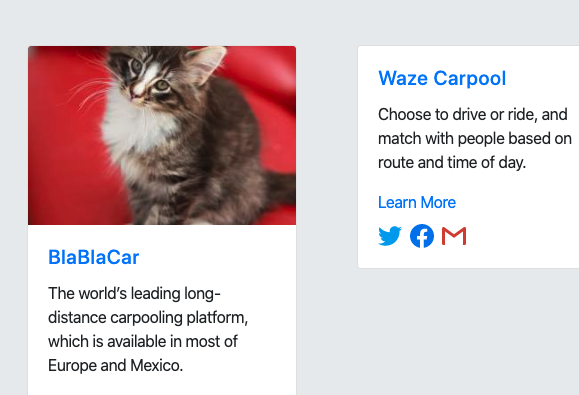 BlaBlaCar
The world’s leading long-
distance carpooling platform,
which is available in most of
Europe and Mexico.
Waze Carpool
Choose to drive or ride, and
match with people based on
route and time of day.
Learn More